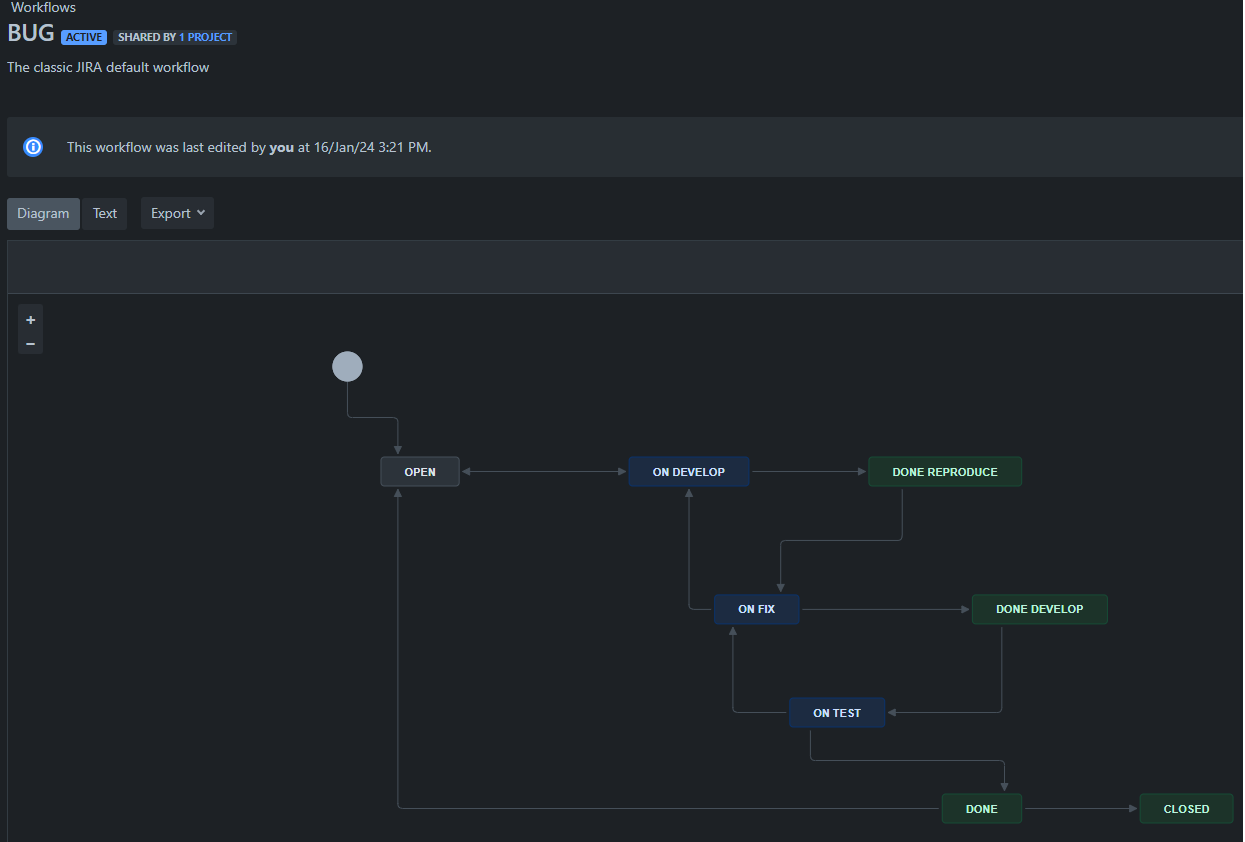 Workflows
BUG ACTIVE SHARED BY 1 PROJECT
The classic JIRA default workflow
This workflow was last edited by you at 16/Jan/24 3:21 PM.
Diagram Text Export
+
−
OPEN ON DEVELOP DONE REPRODUCE
ON FIX DONE DEVELOP
ON TEST
DONE CLOSED